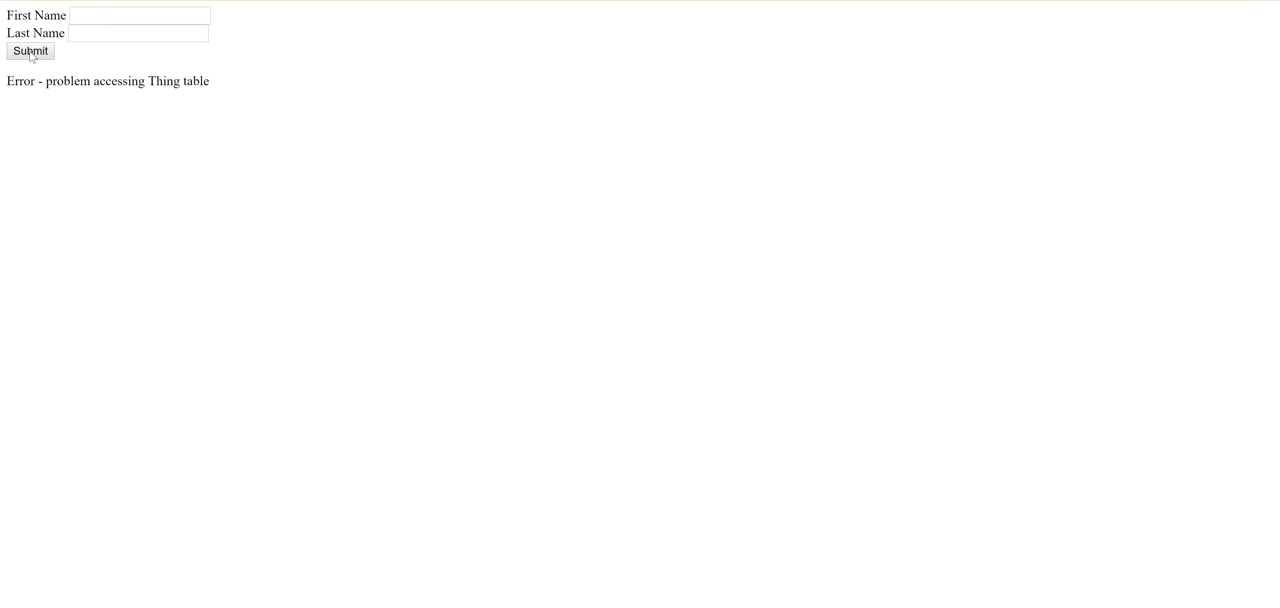 First Name
Last Name
Submit
Error - problem accessing Thing table